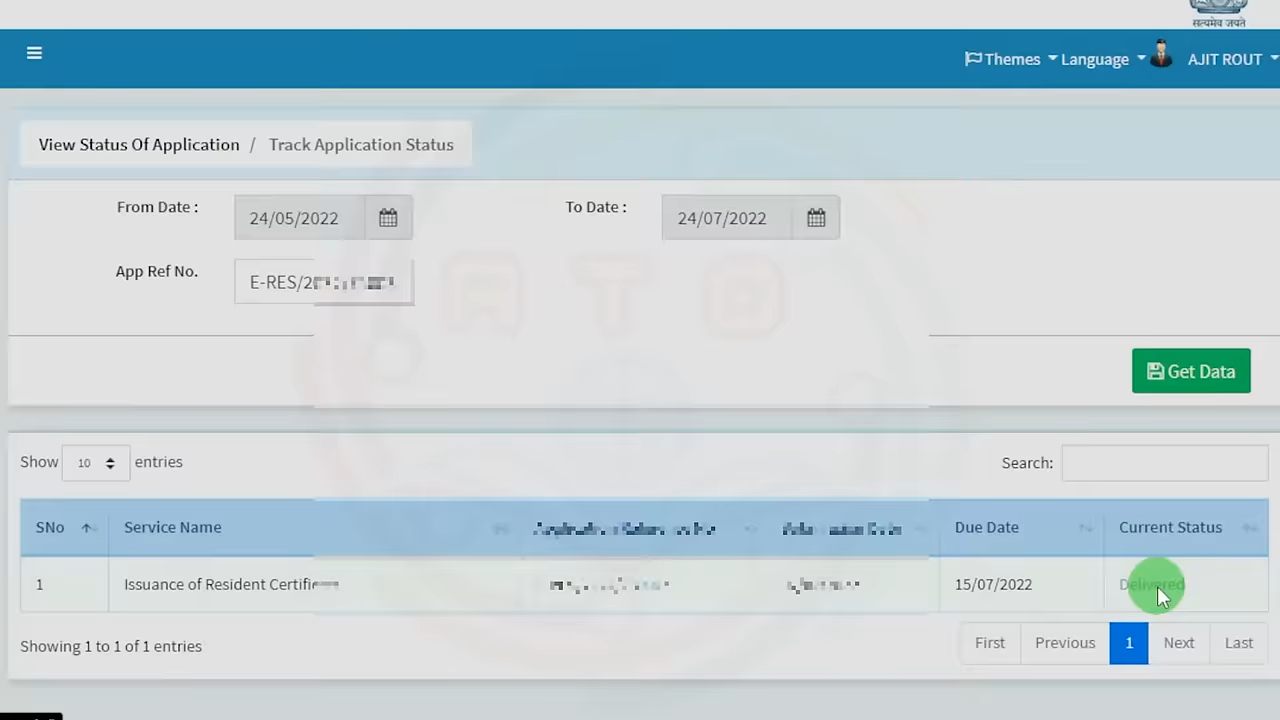 सत्यमेव जयते
Themes Language AJIT ROUT
View Status Of Application / Track Application Status
From Date : 24/05/2022 To Date : 24/07/2022
App Ref No. E-RES/2
Get Data
Show 10 entries Search:
SNo Service Name Due Date Current Status
1 Issuance of Resident 15/07/2022 Delivered
Showing 1 to 1 of 1 entries First Previous 1 Next Last